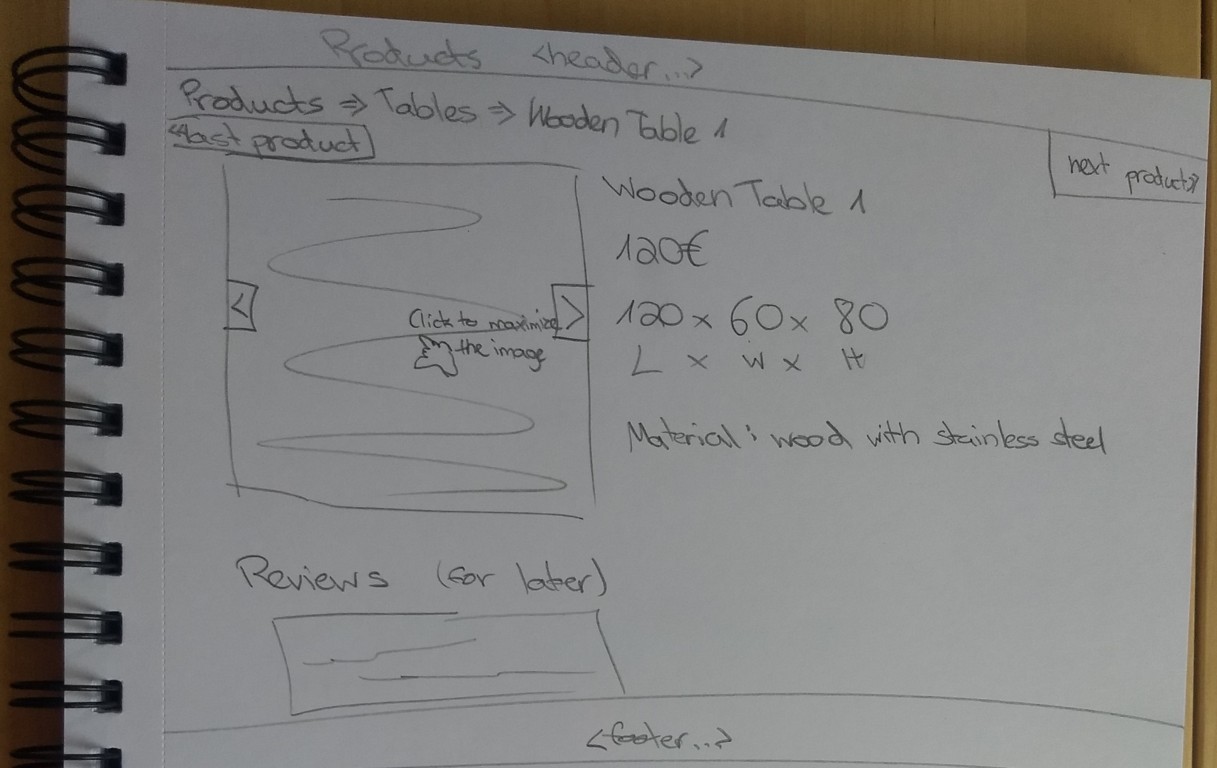 Products <header...>
Products => Tables => Wooden Table 1
<last product
next product>
Wooden Table 1
120€
<
>
120 x 60 x 80
L x W x H
Click to maximize
the image
Material: wood with stainless steel
Reviews (for later)
<footer...>